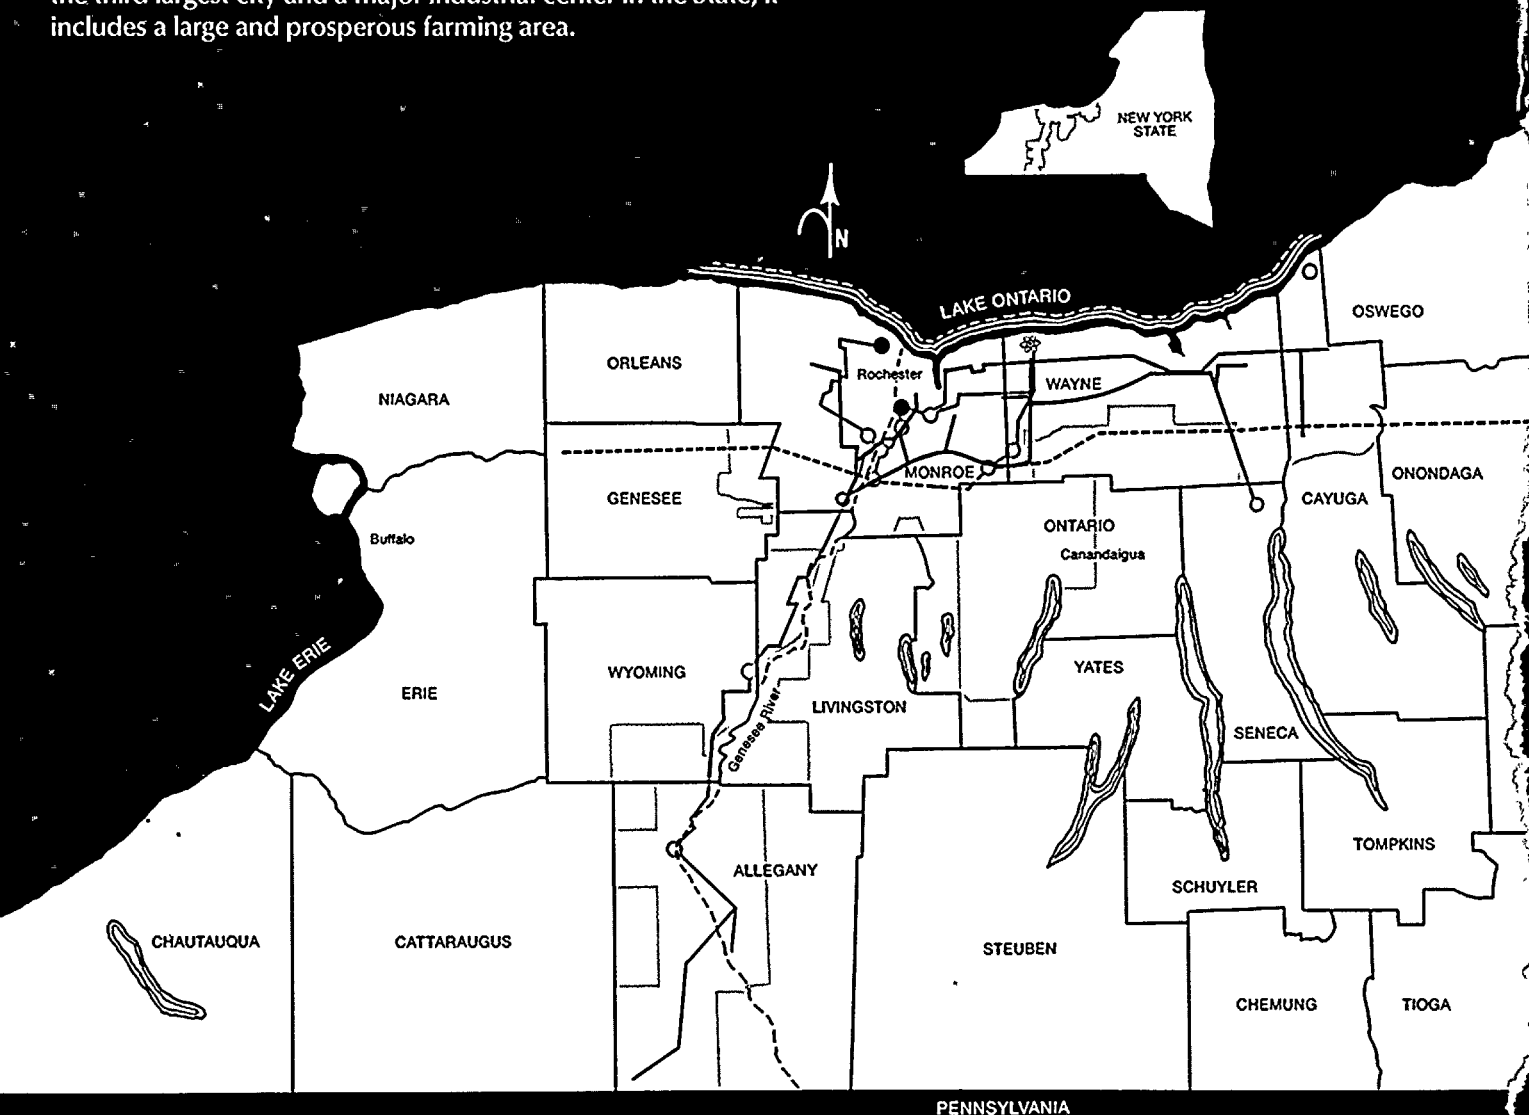 the third largest city and a major industrial center in the State, it
includes a large and prosperous farming area.
NEW YORK
STATE
N
LAKE ONTARIO
OSWEGO
ORLEANS
Rochester
WAYNE
NIAGARA
MONROE
ONONDAGA
GENESEE
CAYUGA
ONTARIO
Buffalo
Canandaigua
LAKE ERIE
WYOMING
YATES
ERIE
LIVINGSTON
Genesee River
SENECA
TOMPKINS
ALLEGANY
SCHUYLER
CHAUTAUQUA
CATTARAUGUS
STEUBEN
CHEMUNG
TIOGA
PENNSYLVANIA